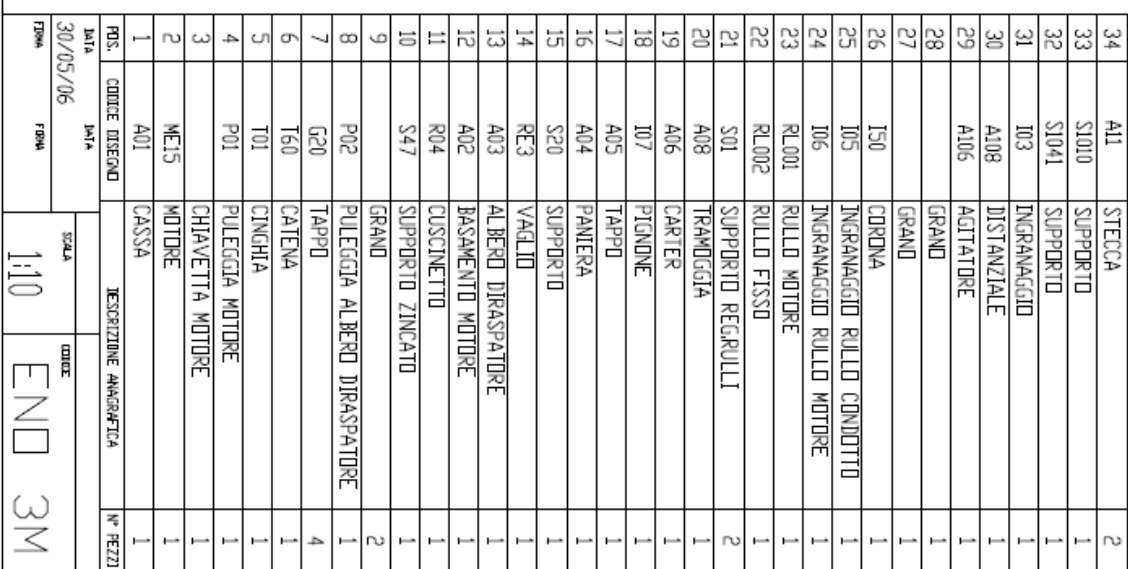 34 A11 STECCA 2
33 S1010 SUPPORTO 1
32 S1041 SUPPORTO 1
31 I03 INGRANAGGIO 1
30 A108 DISTANZIALE 1
29 A106 AGITATORE 1
28 GRANO 1
27 GRANO 1
26 I50 CORONA 1
25 I05 INGRANAGGIO RULLO CONDOTTO 1
24 I06 INGRANAGGIO RULLO MOTORE 1
23 RL001 RULLO MOTORE 1
22 RL002 RULLO FISSO 1
21 S01 SUPPORTO REG.RULLI 2
20 A08 TRAMOGGIA 1
19 A06 CARTER 1
18 I07 PIGNONE 1
17 A05 TAPPO 1
16 A04 PANIERA 1
15 S20 SUPPORTO 1
14 RE3 VAGLIO 1
13 A03 ALBERO DIRASPATORE 1
12 A02 BASAMENTO MOTORE 1
11 R04 CUSCINETTO 1
10 S47 SUPPORTO ZINCATO 1
9 GRANO 2
8 P02 PULEGGIA ALBERO DIRASPATORE 1
7 G20 TAPPO 4
6 T60 CATENA 1
5 T01 CINGHIA 1
4 P01 PULEGGIA MOTORE 1
3 CHIAVETTA MOTORE 1
2 ME15 MOTORE 1
1 A01 CASSA 1
POS. CODICE DISEGNO DESCRIZIONE ANAGRAFICA N° PEZZI
DATA DATA SCALA CODICE
30/05/06 1:10 ENO 3M
FIRMA FIRMA